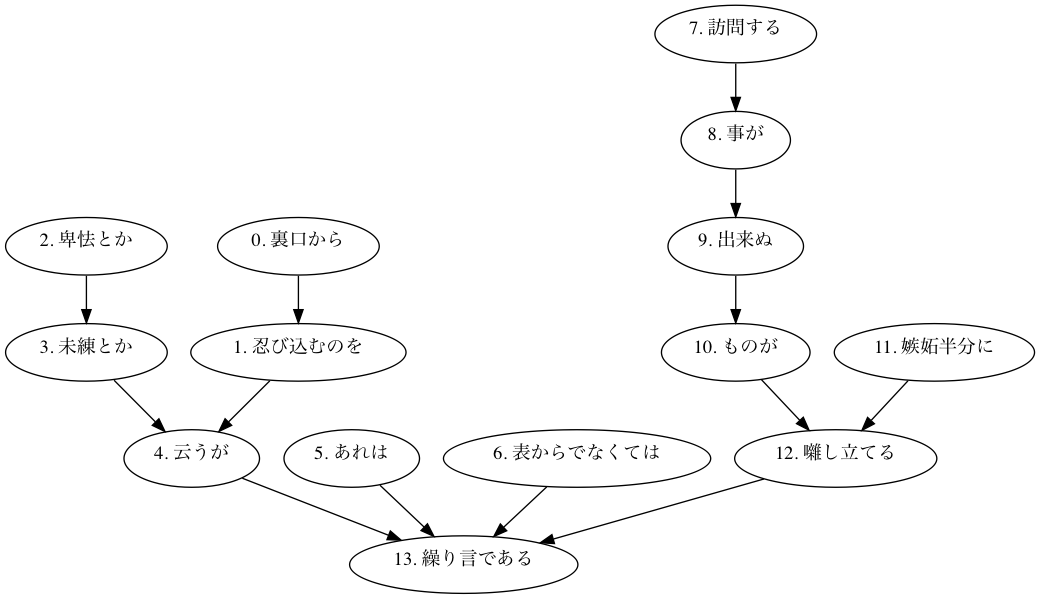 7. 訪問する
8. 事が
2. 卑怯とか
0. 裏口から
9. 出来ぬ
3. 未練とか
1. 忍び込むのを
10. ものが
11. 嫉妬半分に
4. 云うが
5. あれは
6. 表からでなくては
12. 囃し立てる
13. 繰り言である